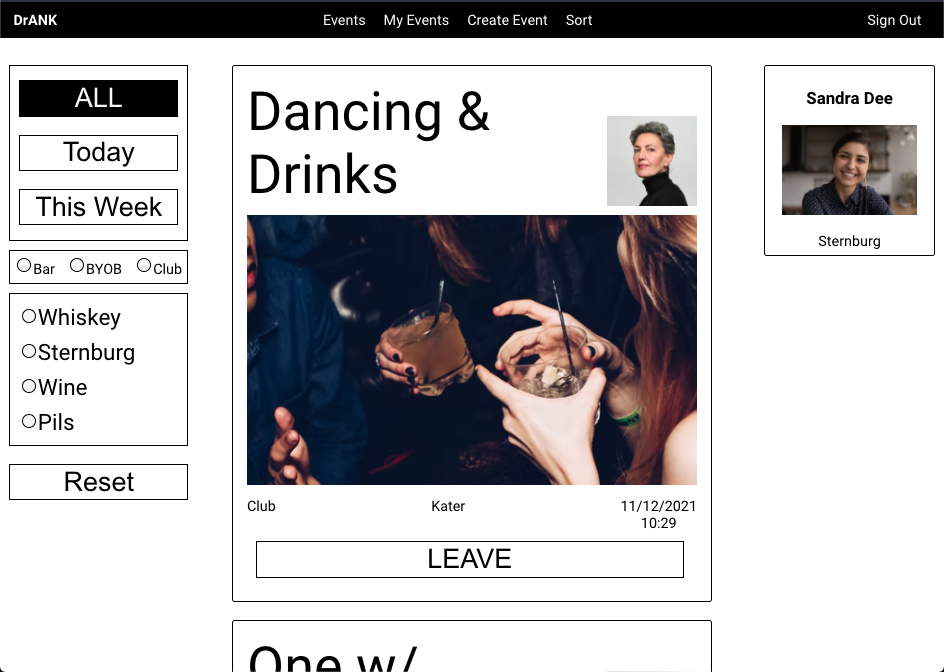 DrANK
Events My Events Create Event Sort
Sign Out
ALL
Today
This Week
Bar BYOB Club
Whiskey
Sternburg
Wine
Pils
Reset
Dancing &
Drinks
Club Kater 11/12/2021
10:29
LEAVE
One w/
Sandra Dee
Sternburg